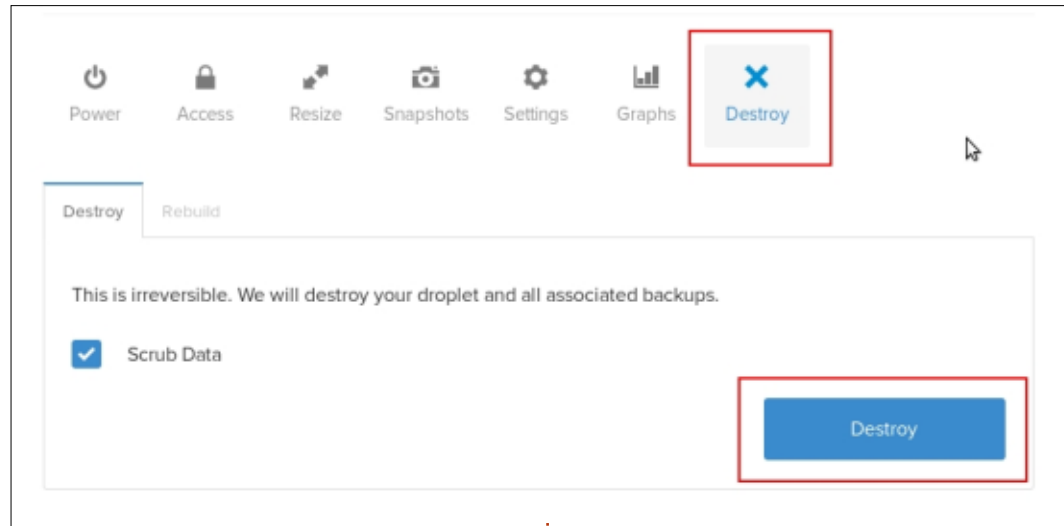 Power Access Resize Snapshots Settings Graphs Destroy
Destroy Rebuild
This is irreversible. We will destroy your droplet and all associated backups.
Scrub Data
Destroy